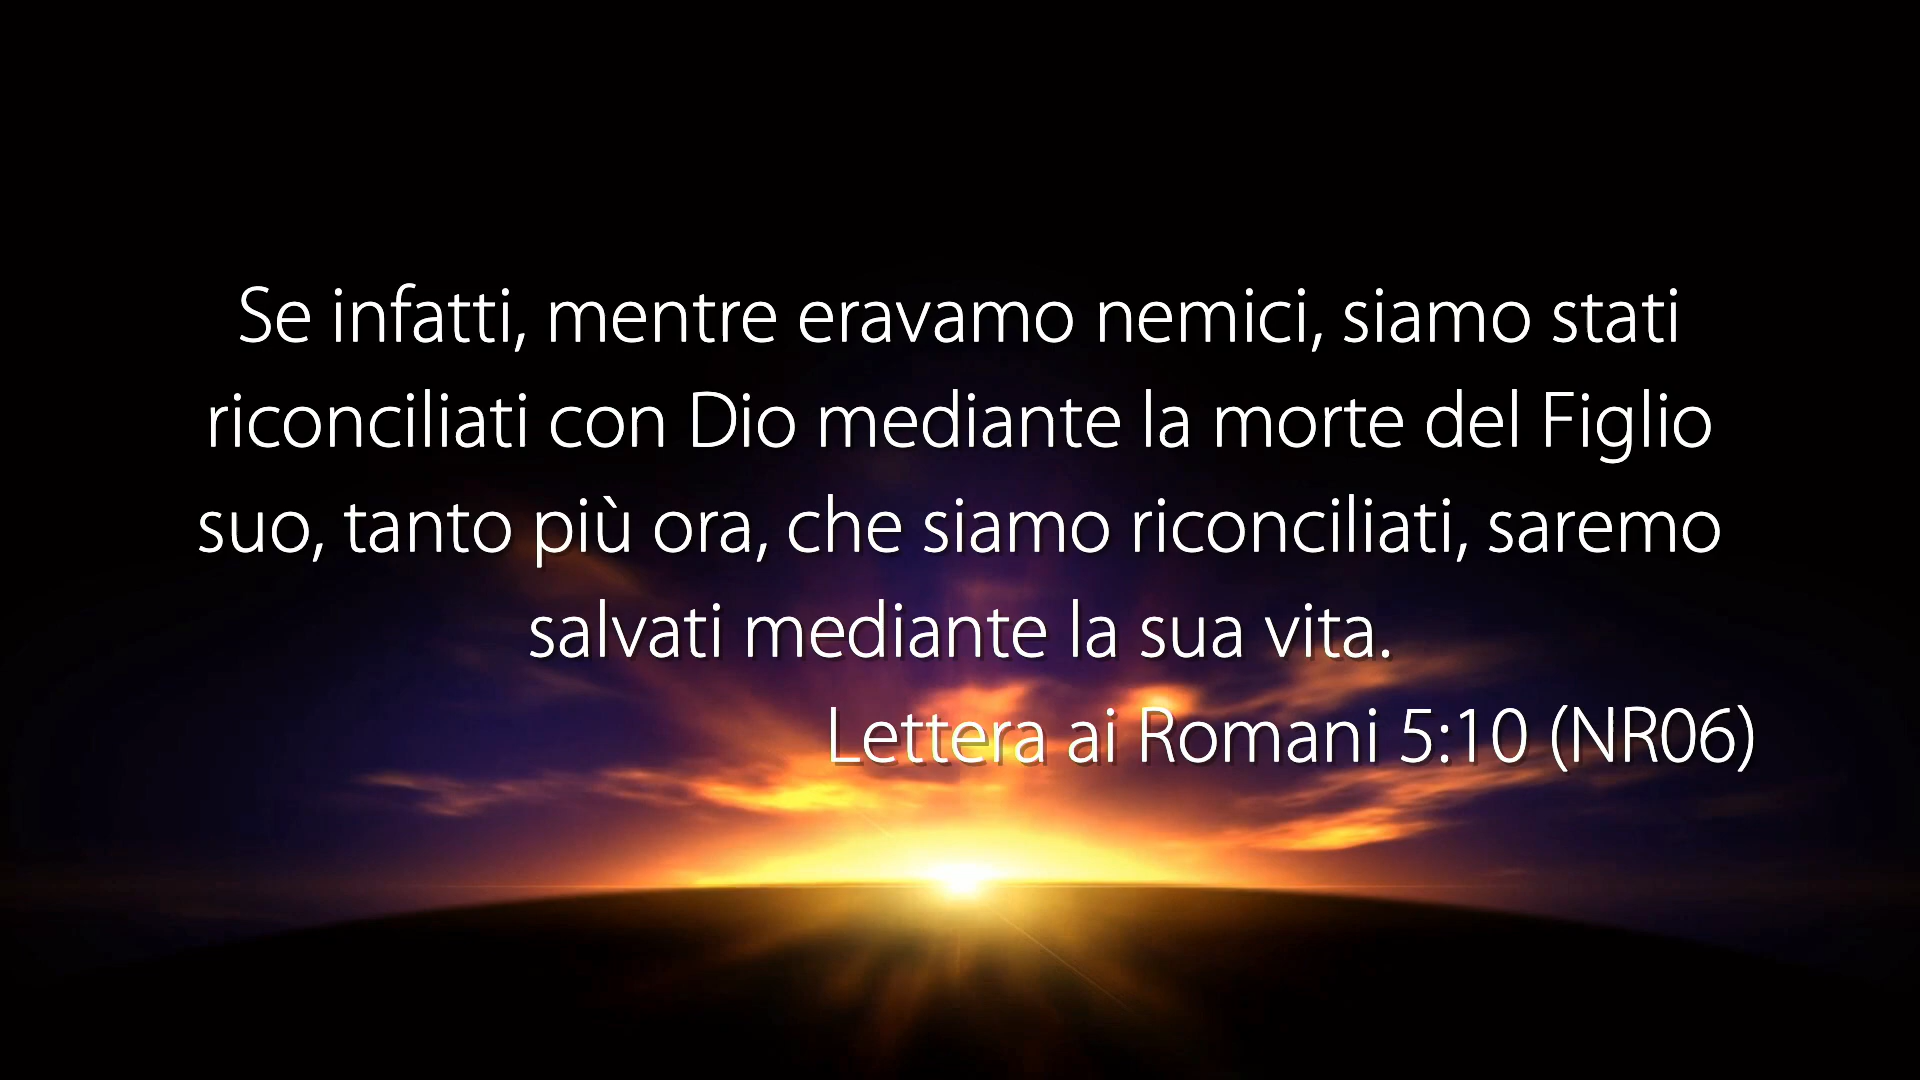 Se infatti, mentre eravamo nemici, siamo stati
riconciliati con Dio mediante la morte del Figlio
suo, tanto più ora, che siamo riconciliati, saremo
salvati mediante la sua vita.
Lettera ai Romani 5:10 (NR06)